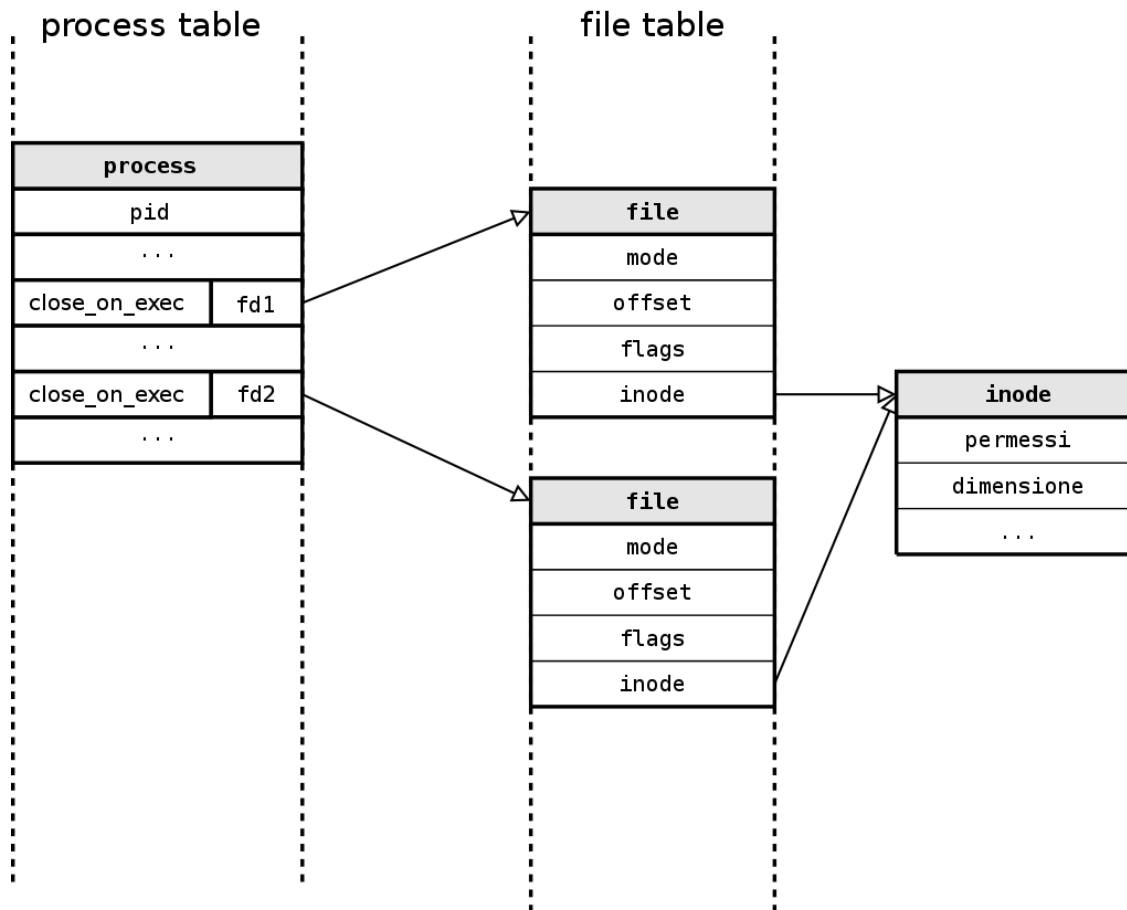 process table
file table
process
pid
...
close_on_exec fd1
...
close_on_exec fd2
...
file
mode
offset
flags
inode
file
mode
offset
flags
inode
inode
permessi
dimensione
...